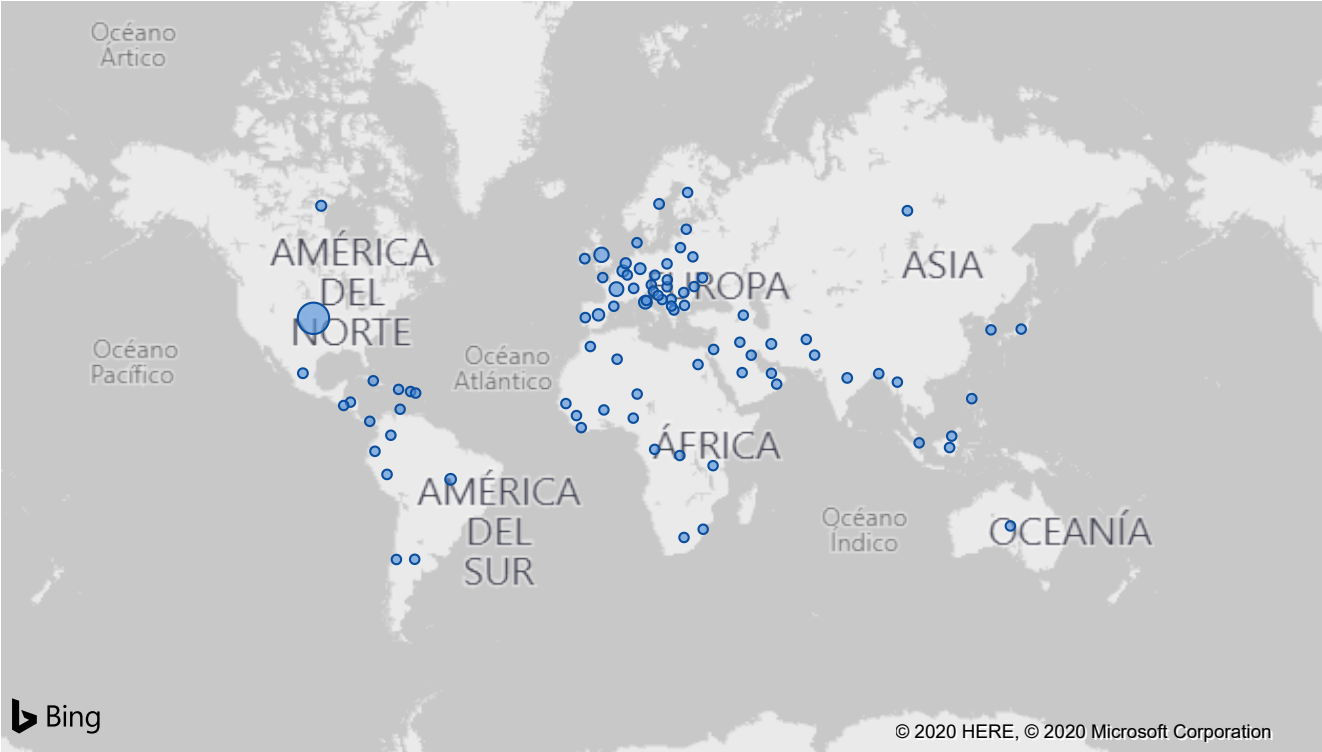 Océano
Ártico
AMÉRICA
DEL
NORTE
EUROPA
ASIA
Océano
Pacífico
Océano
Atlántico
ÁFRICA
AMÉRICA
DEL
SUR
Océano
Índico
OCEANÍA
Bing
© 2020 HERE, © 2020 Microsoft Corporation